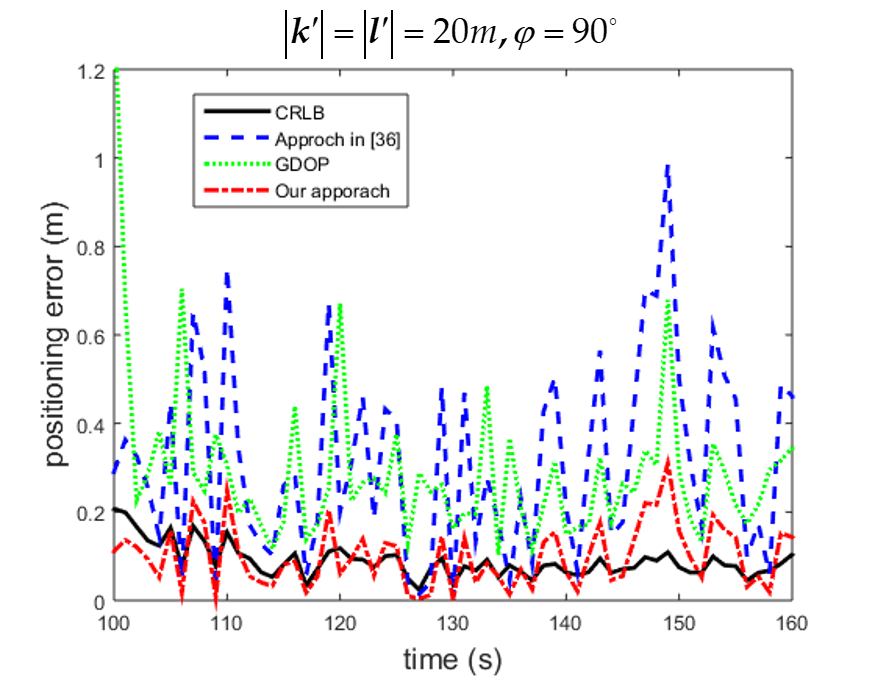 |k′| = |l′| = 20m, φ = 90°
1.2
1
0.8
0.6
0.4
0.2
0
positioning error (m)
CRLB
Approch in [36]
GDOP
Our apporach
100 110 120 130 140 150 160
time (s)